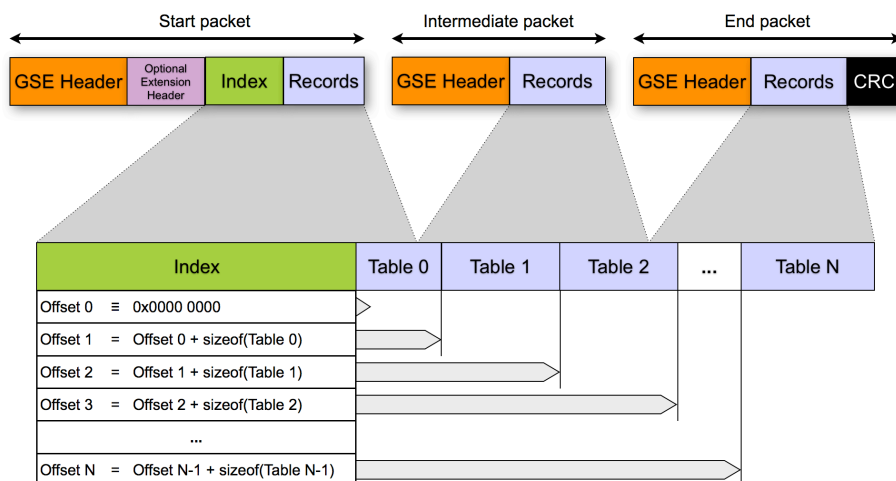 Start packet
Intermediate packet
End packet
GSE Header
Optional
Extension
Header
Index
Records
GSE Header
Records
GSE Header
Records
CRC
Index
Table 0
Table 1
Table 2
...
Table N
Offset 0 ≡ 0x0000 0000
Offset 1 = Offset 0 + sizeof(Table 0)
Offset 2 = Offset 1 + sizeof(Table 1)
Offset 3 = Offset 2 + sizeof(Table 2)
...
Offset N = Offset N-1 + sizeof(Table N-1)